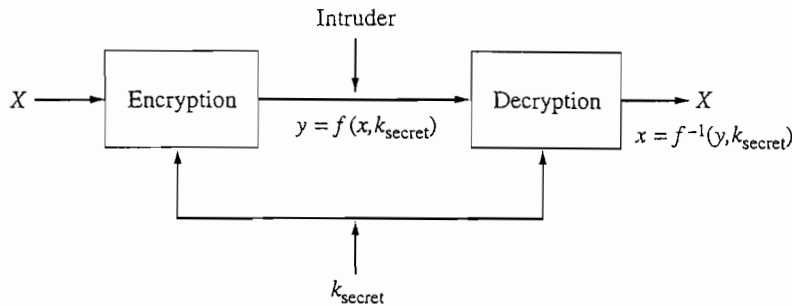 Intruder
X
Encryption
Decryption
X
y = f(x,k_secret)
x = f⁻¹(y,k_secret)
k_secret